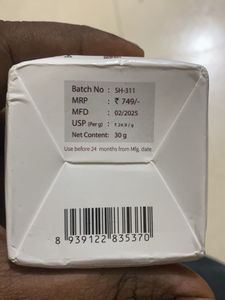 Batch No : SH-311
MRP : ₹ 749/-
MFD : 02/2025
USP (Per g) : ₹ 24.9 / g
Net Content: 30 g
Use before 24 months from Mfg. date
8 939122 835370